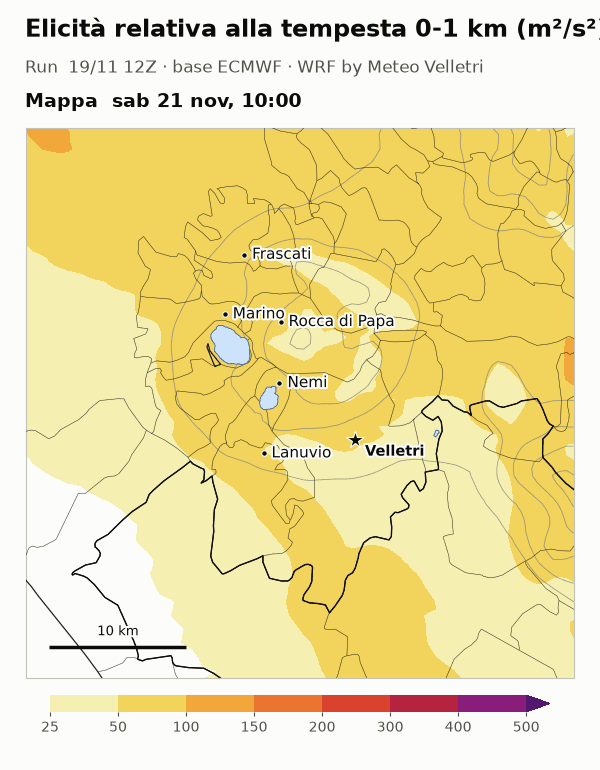 Elicità relativa alla tempesta 0-1 km (m²/s²)
Run 19/11 12Z · base ECMWF · WRF by Meteo Velletri
Mappa sab 21 nov, 10:00
Frascati
Marino
Rocca di Papa
Nemi
Velletri
Lanuvio
10 km
25 50 100 150 200 300 400 500